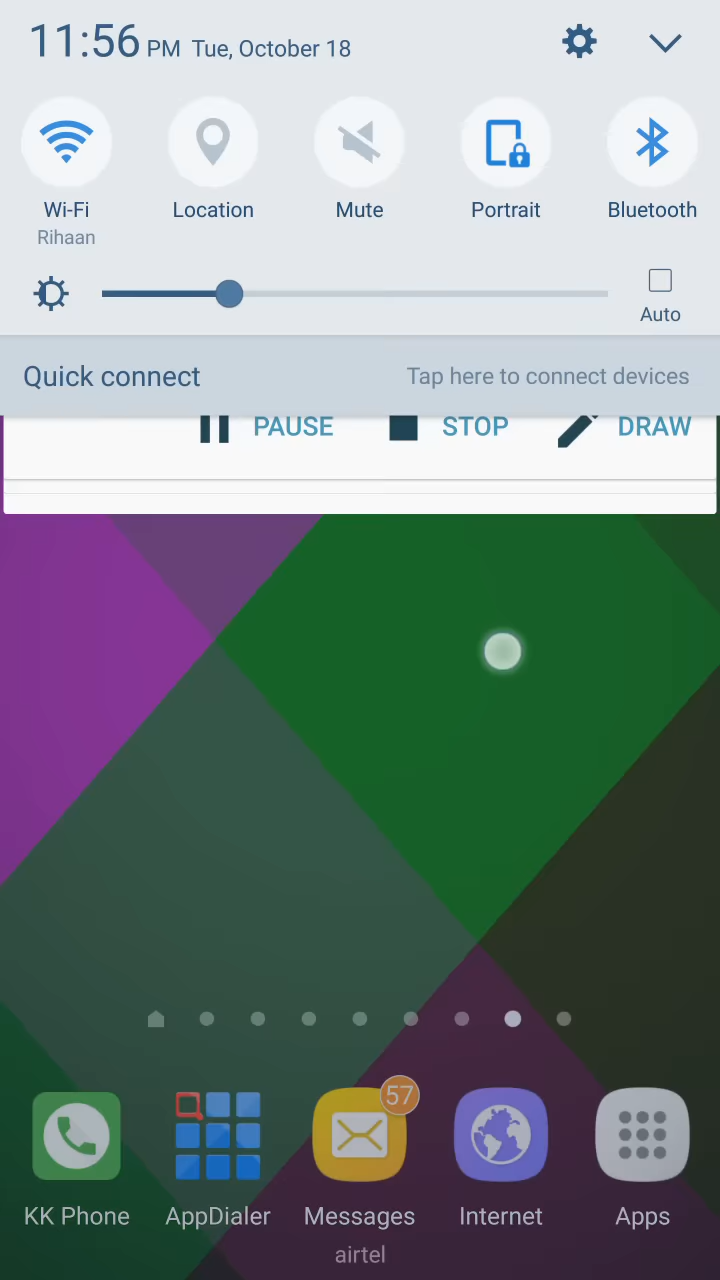 11:56 PM Tue, October 18
Wi-Fi Location Mute Portrait Bluetooth
Rihaan
Auto
Quick connect Tap here to connect devices
PAUSE STOP DRAW
57
KK Phone AppDialer Messages Internet Apps
airtel